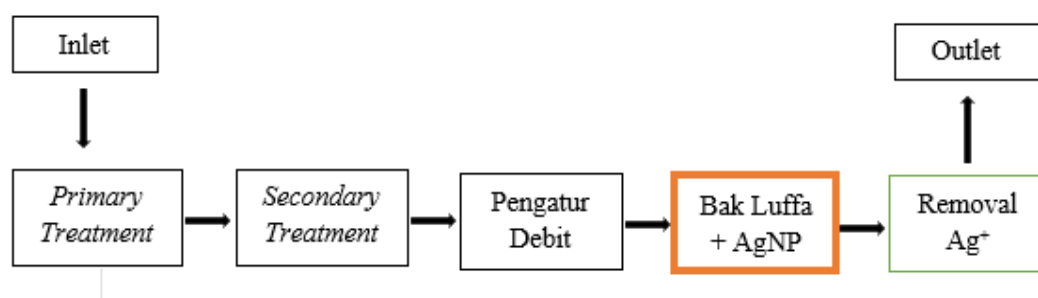 Inlet
Outlet
Primary
Treatment
Secondary
Treatment
Pengatur
Debit
Bak Luffa
+ AgNP
Removal
Ag⁺